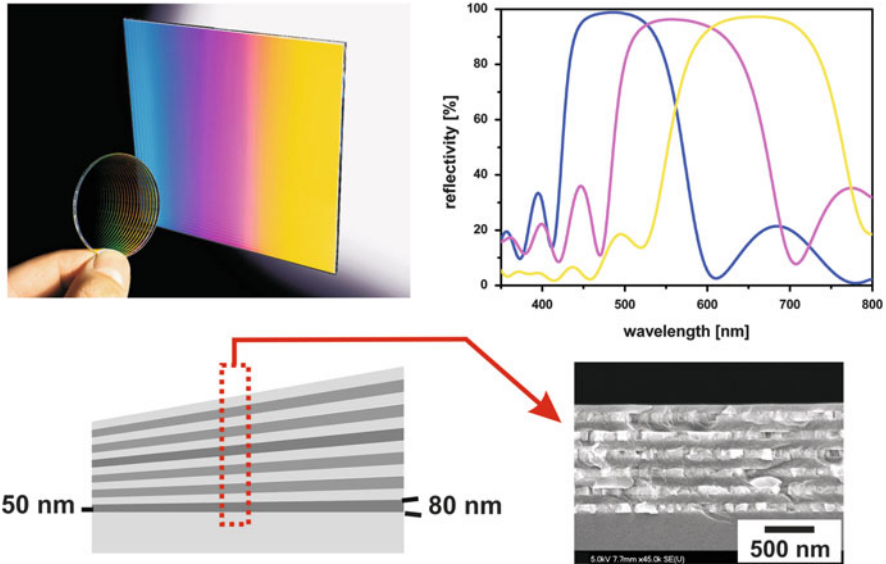 100
80
60
40
20
0
reflectivity [%]
400 500 600 700 800
wavelength [nm]
50 nm
80 nm
5.0kV 7.7mm x45.0k SE(U)
500 nm